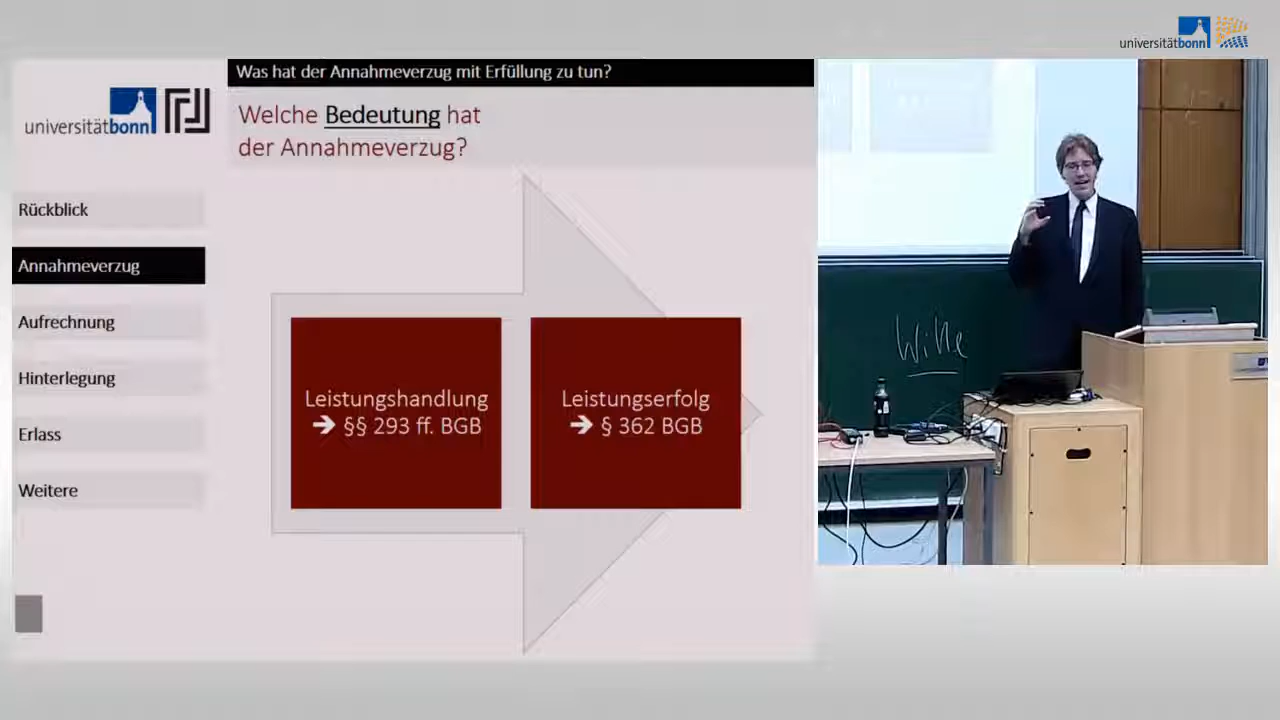 universitätbonn
Was hat der Annahmeverzug mit Erfüllung zu tun?
universitätbonn
Welche Bedeutung hat
der Annahmeverzug?
Rückblick
Annahmeverzug
Aufrechnung
Hinterlegung
Erlass
Weitere
Leistungshandlung
➔ §§ 293 ff. BGB
Leistungserfolg
➔ § 362 BGB
Wille